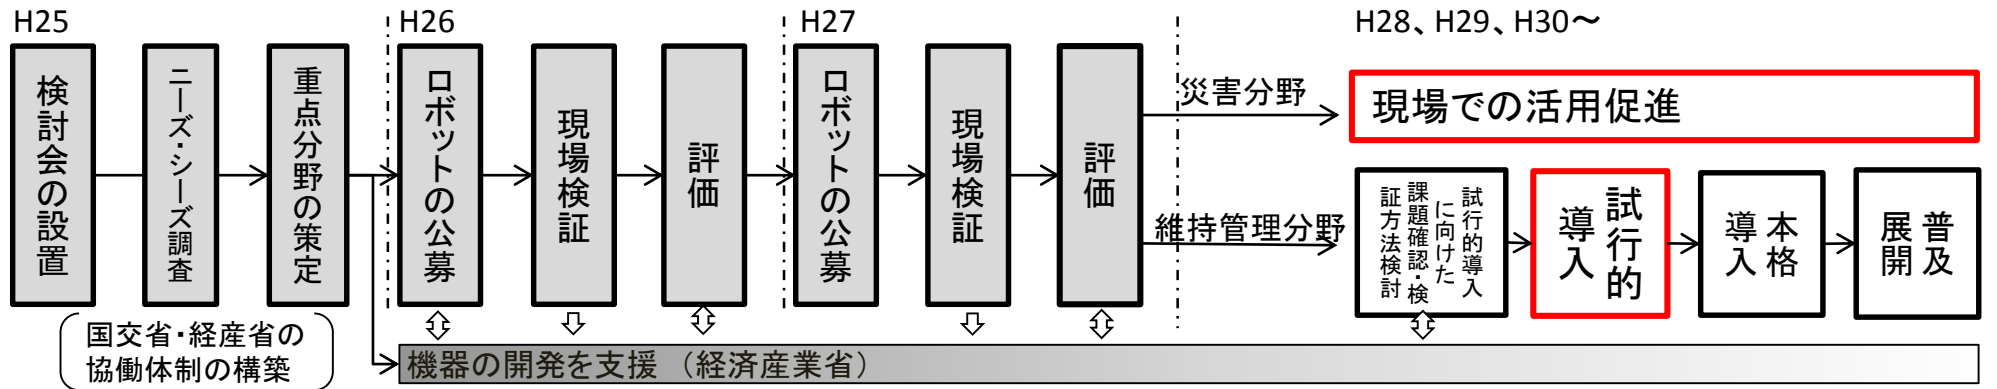 H25
H26
H27
H28、H29、H30～
検討会の設置
ニーズ・シーズ調査
重点分野の策定
ロボットの公募
現場検証
評価
ロボットの公募
現場検証
評価
災害分野
現場での活用促進
維持管理分野
試行的導入
に向けた
課題確認・検
証方法検討
試行的
導入
本格
導入
普及
展開
国交省・経産省の
協働体制の構築
機器の開発を支援 （経済産業省）